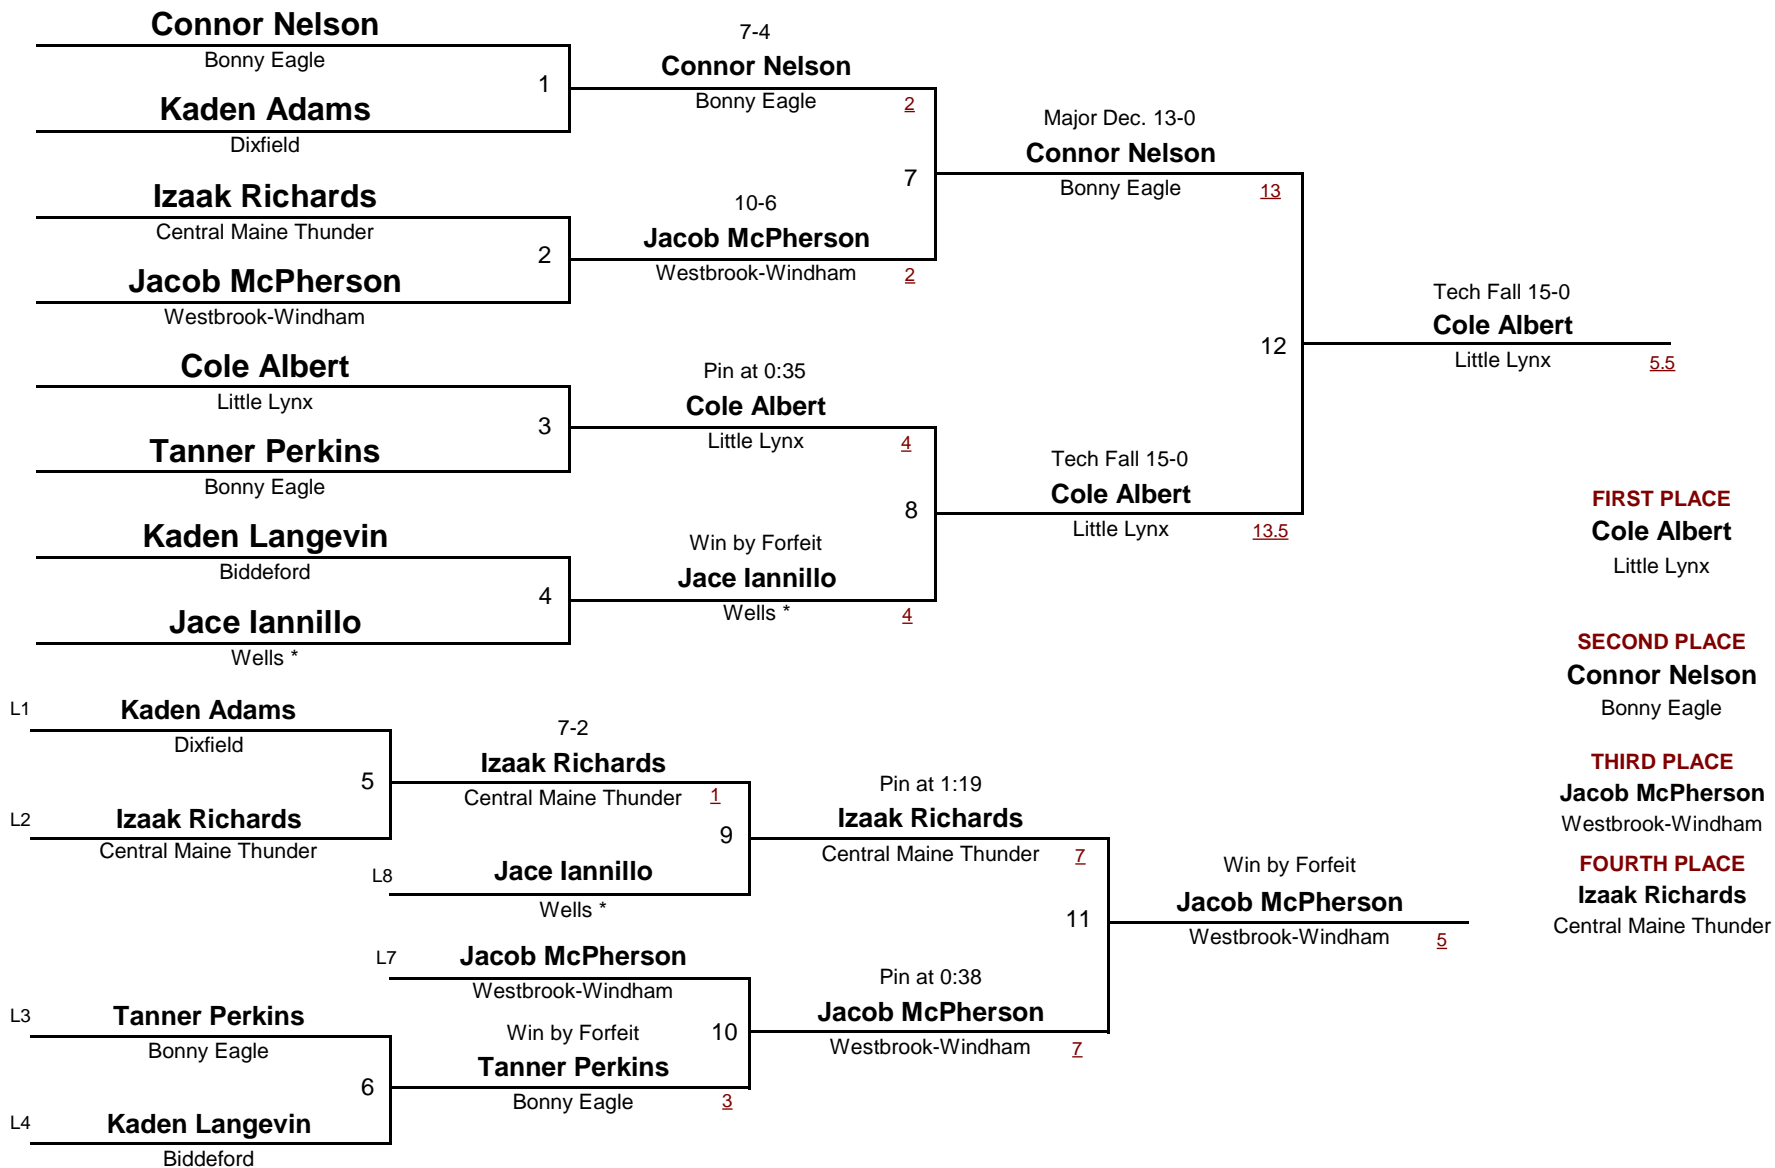 Connor Nelson
Bonny Eagle
1
Kaden Adams
Dixfield
Izaak Richards
Central Maine Thunder
2
Jacob McPherson
Westbrook-Windham
Cole Albert
Little Lynx
3
Tanner Perkins
Bonny Eagle
Kaden Langevin
Biddeford
4
Jace Iannillo
Wells *
7-4
Connor Nelson
Bonny Eagle 2
7
10-6
Jacob McPherson
Westbrook-Windham 2
Pin at 0:35
Cole Albert
Little Lynx 4
8
Win by Forfeit
Jace Iannillo
Wells * 4
Major Dec. 13-0
Connor Nelson
Bonny Eagle 13
12
Tech Fall 15-0
Cole Albert
Little Lynx 13.5
Tech Fall 15-0
Cole Albert
Little Lynx 5.5
FIRST PLACE
Cole Albert
Little Lynx
SECOND PLACE
Connor Nelson
Bonny Eagle
THIRD PLACE
Jacob McPherson
Westbrook-Windham
FOURTH PLACE
Izaak Richards
Central Maine Thunder
L1 Kaden Adams
Dixfield
5
L2 Izaak Richards
Central Maine Thunder
7-2
Izaak Richards
Central Maine Thunder 1
9
L8 Jace Iannillo
Wells *
L7 Jacob McPherson
Westbrook-Windham
10
Win by Forfeit
Tanner Perkins
Bonny Eagle 3
L3 Tanner Perkins
Bonny Eagle
6
L4 Kaden Langevin
Biddeford
Pin at 1:19
Izaak Richards
Central Maine Thunder 7
11
Pin at 0:38
Jacob McPherson
Westbrook-Windham 7
Win by Forfeit
Jacob McPherson
Westbrook-Windham 5